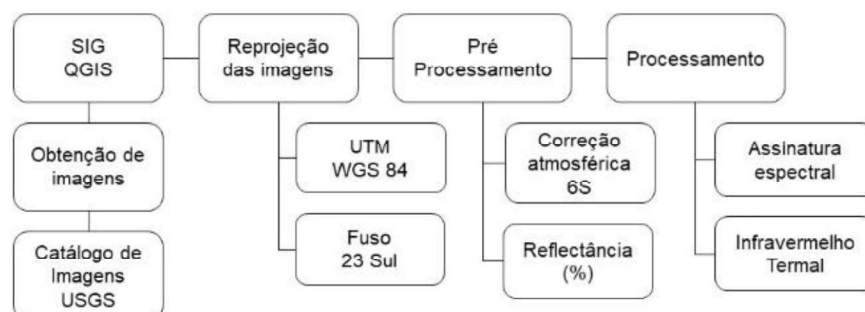 SIG
QGIS
Reprojeção
das imagens
Pré
Processamento
Processamento
Obtenção de
imagens
UTM
WGS 84
Correção
atmosférica
6S
Assinatura
espectral
Catálogo de
Imagens
USGS
Fuso
23 Sul
Reflectância
(%)
Infravermelho
Termal